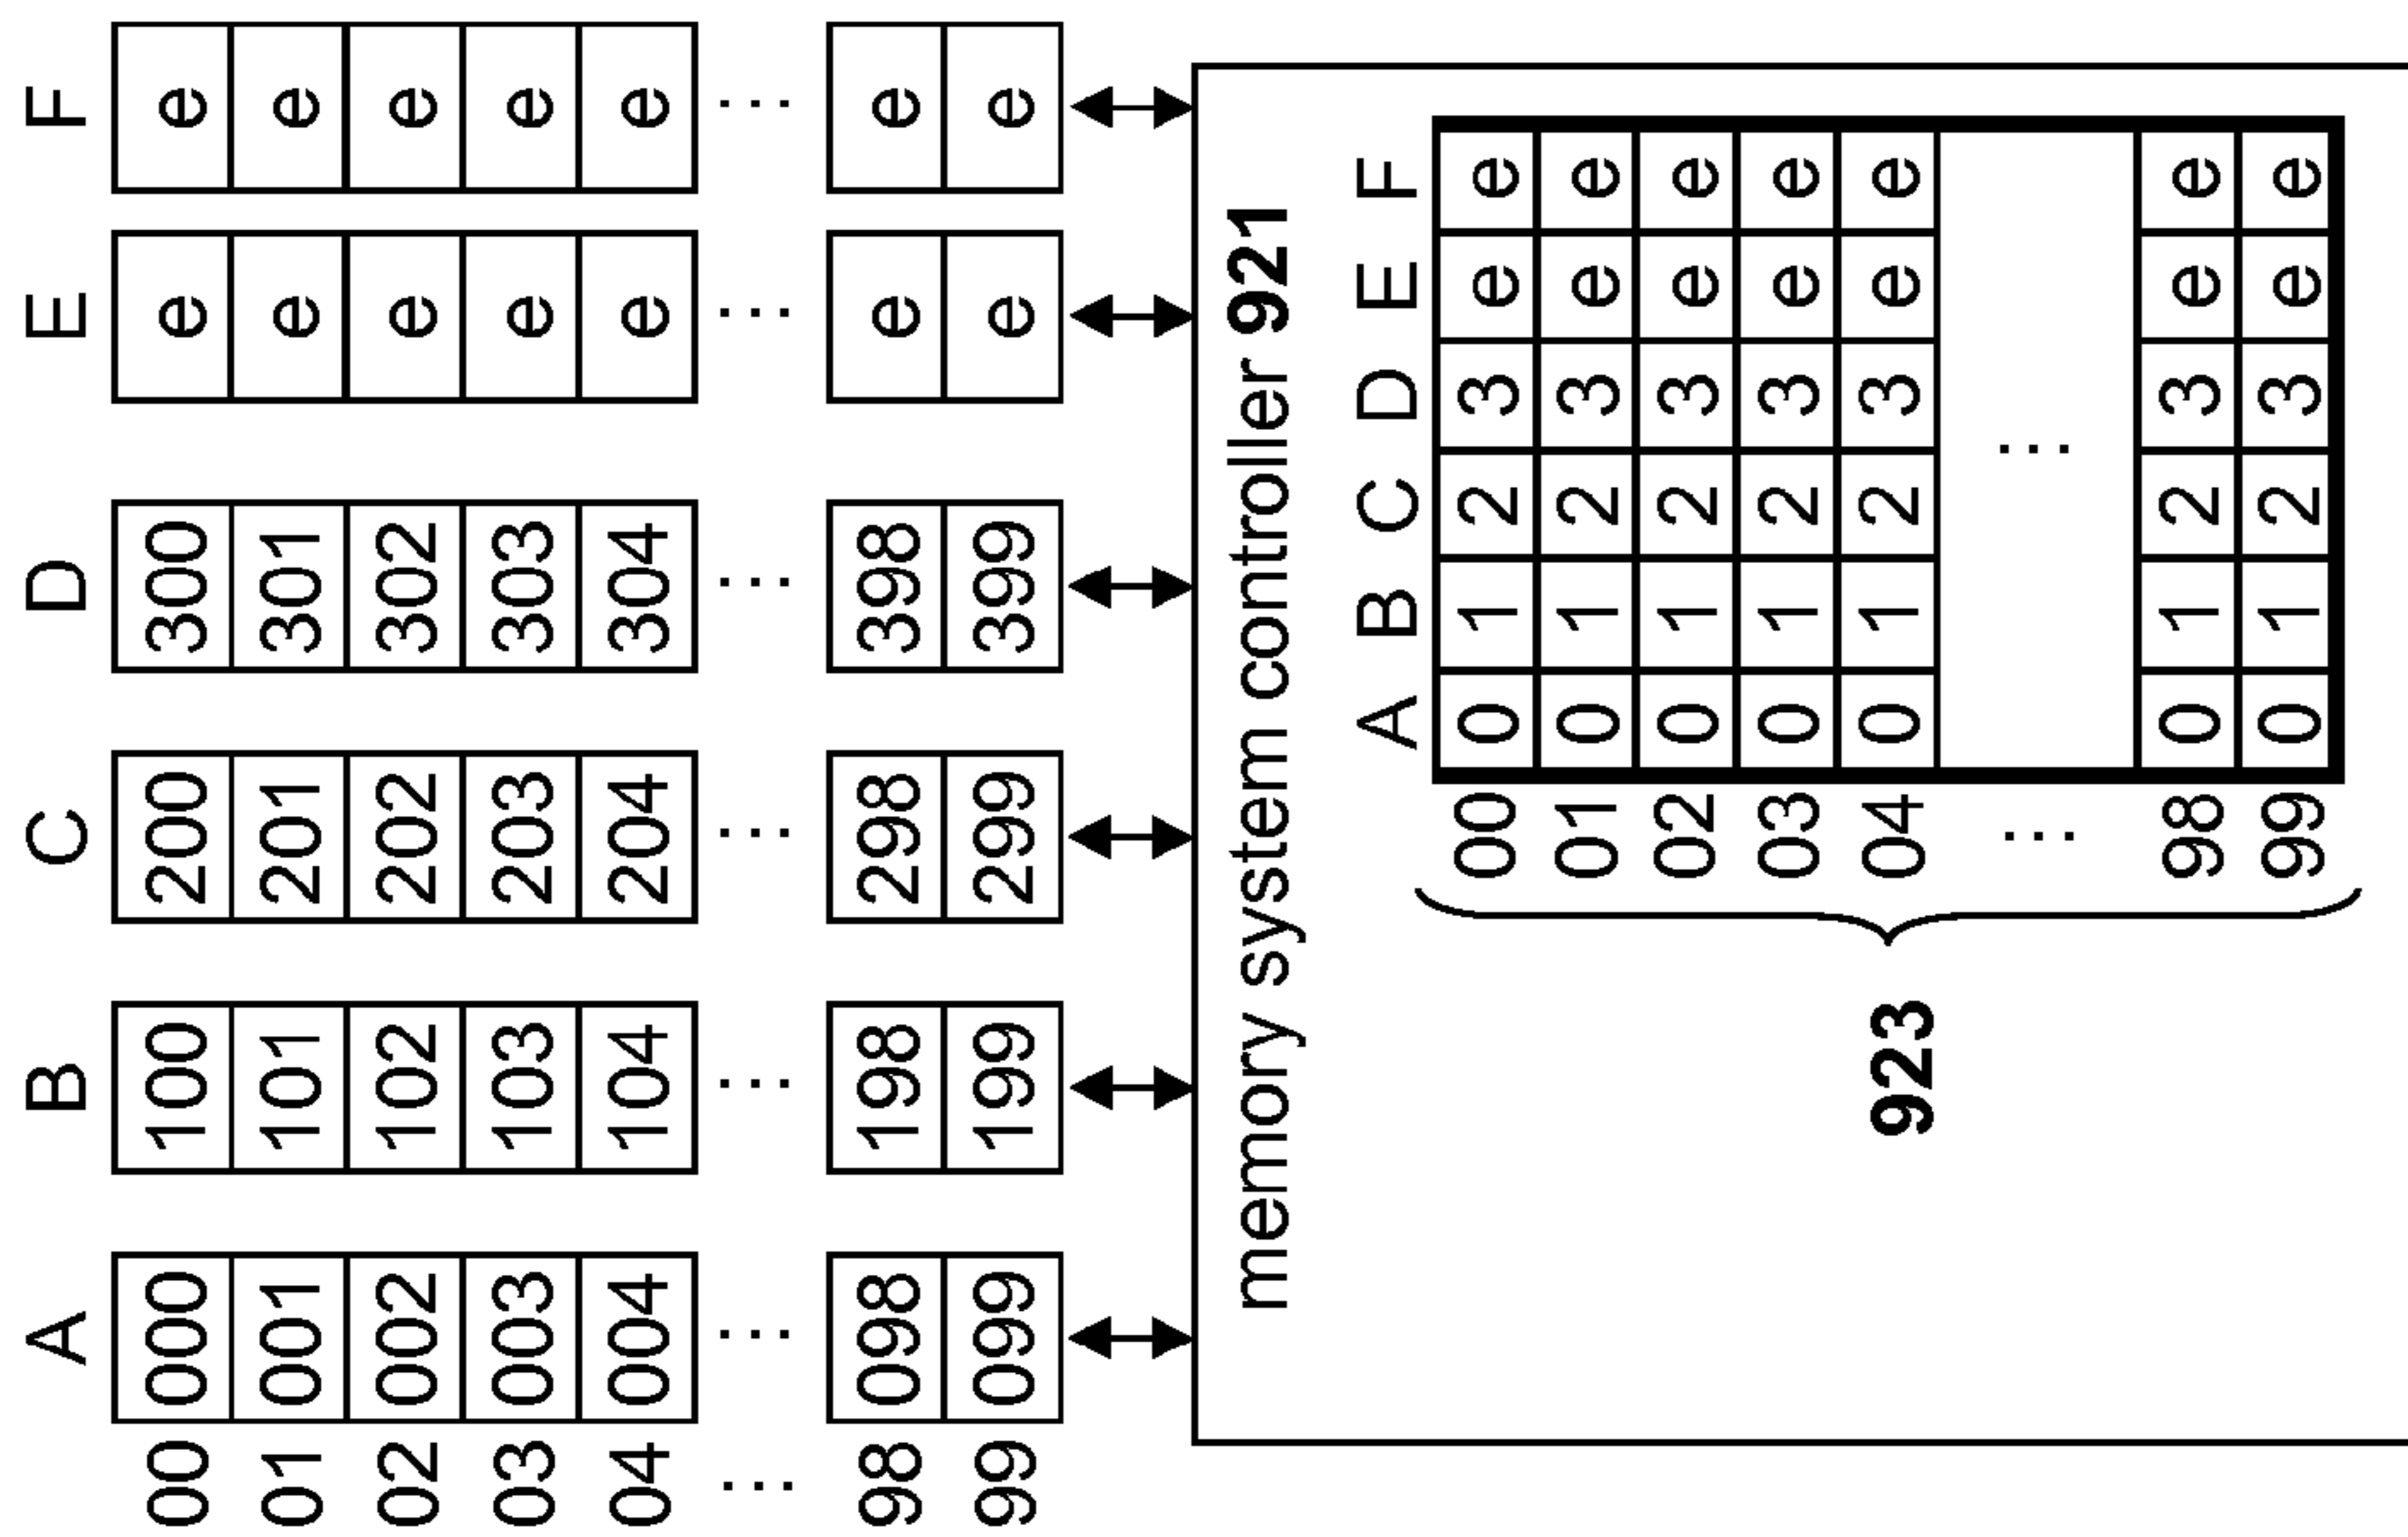 A B C D E F
00 000 100 200 300 e e
01 001 101 201 301 e e
02 002 102 202 302 e e
03 003 103 203 303 e e
04 004 104 204 304 e e
... ... ... ... ... ... ...
98 098 198 298 398 e e
99 099 199 299 399 e e
memory system controller 921
A B C D E F
00 0 1 2 3 e e
01 0 1 2 3 e e
02 0 1 2 3 e e
03 0 1 2 3 e e
923 04 0 1 2 3 e e
... ...
98 0 1 2 3 e e
99 0 1 2 3 e e